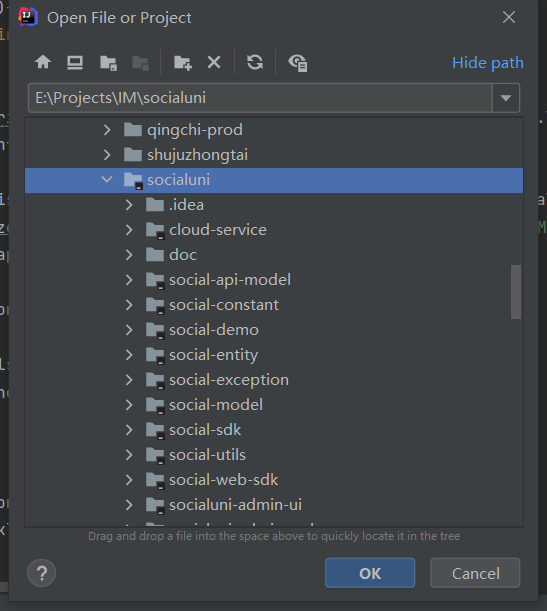 Open File or Project
Hide path
E:\Projects\IM\socialuni
qingchi-prod
shujuzhongtai
socialuni
.idea
cloud-service
doc
social-api-model
social-constant
social-demo
social-entity
social-exception
social-model
social-sdk
social-utils
social-web-sdk
socialuni-admin-ui
Drag and drop a file into the space above to quickly locate it in the tree
?
OK
Cancel